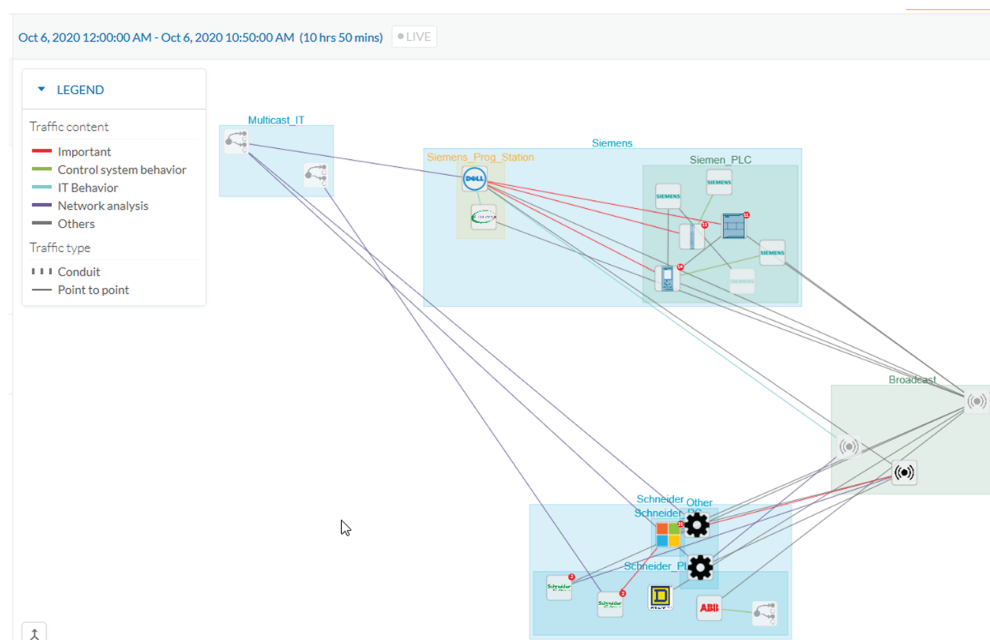 Oct 6, 2020 12:00:00 AM - Oct 6, 2020 10:50:00 AM (10 hrs 50 mins)
LIVE
LEGEND
Traffic content
Important
Control system behavior
IT Behavior
Network analysis
Others
Traffic type
Conduit
Point to point
Multicast_IT
Siemens
Siemens_Prog_Station
Siemen_PLC
DELL
SIEMENS
SIEMENS
SIEMENS
SIEMENS
Broadcast
Schneider
Other
Schneider
Schneider_PL
ABB